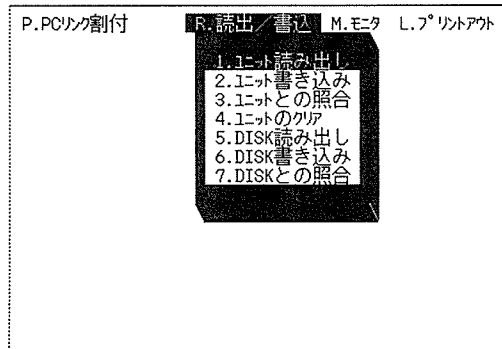 P.PCリンク割付 R.読出／書込 M.モニタ L.プリントアウト
1.ユニット読み出し
2.ユニット書き込み
3.ユニットとの照合
4.ユニットのクリア
5.DISK読み出し
6.DISK書き込み
7.DISKとの照合